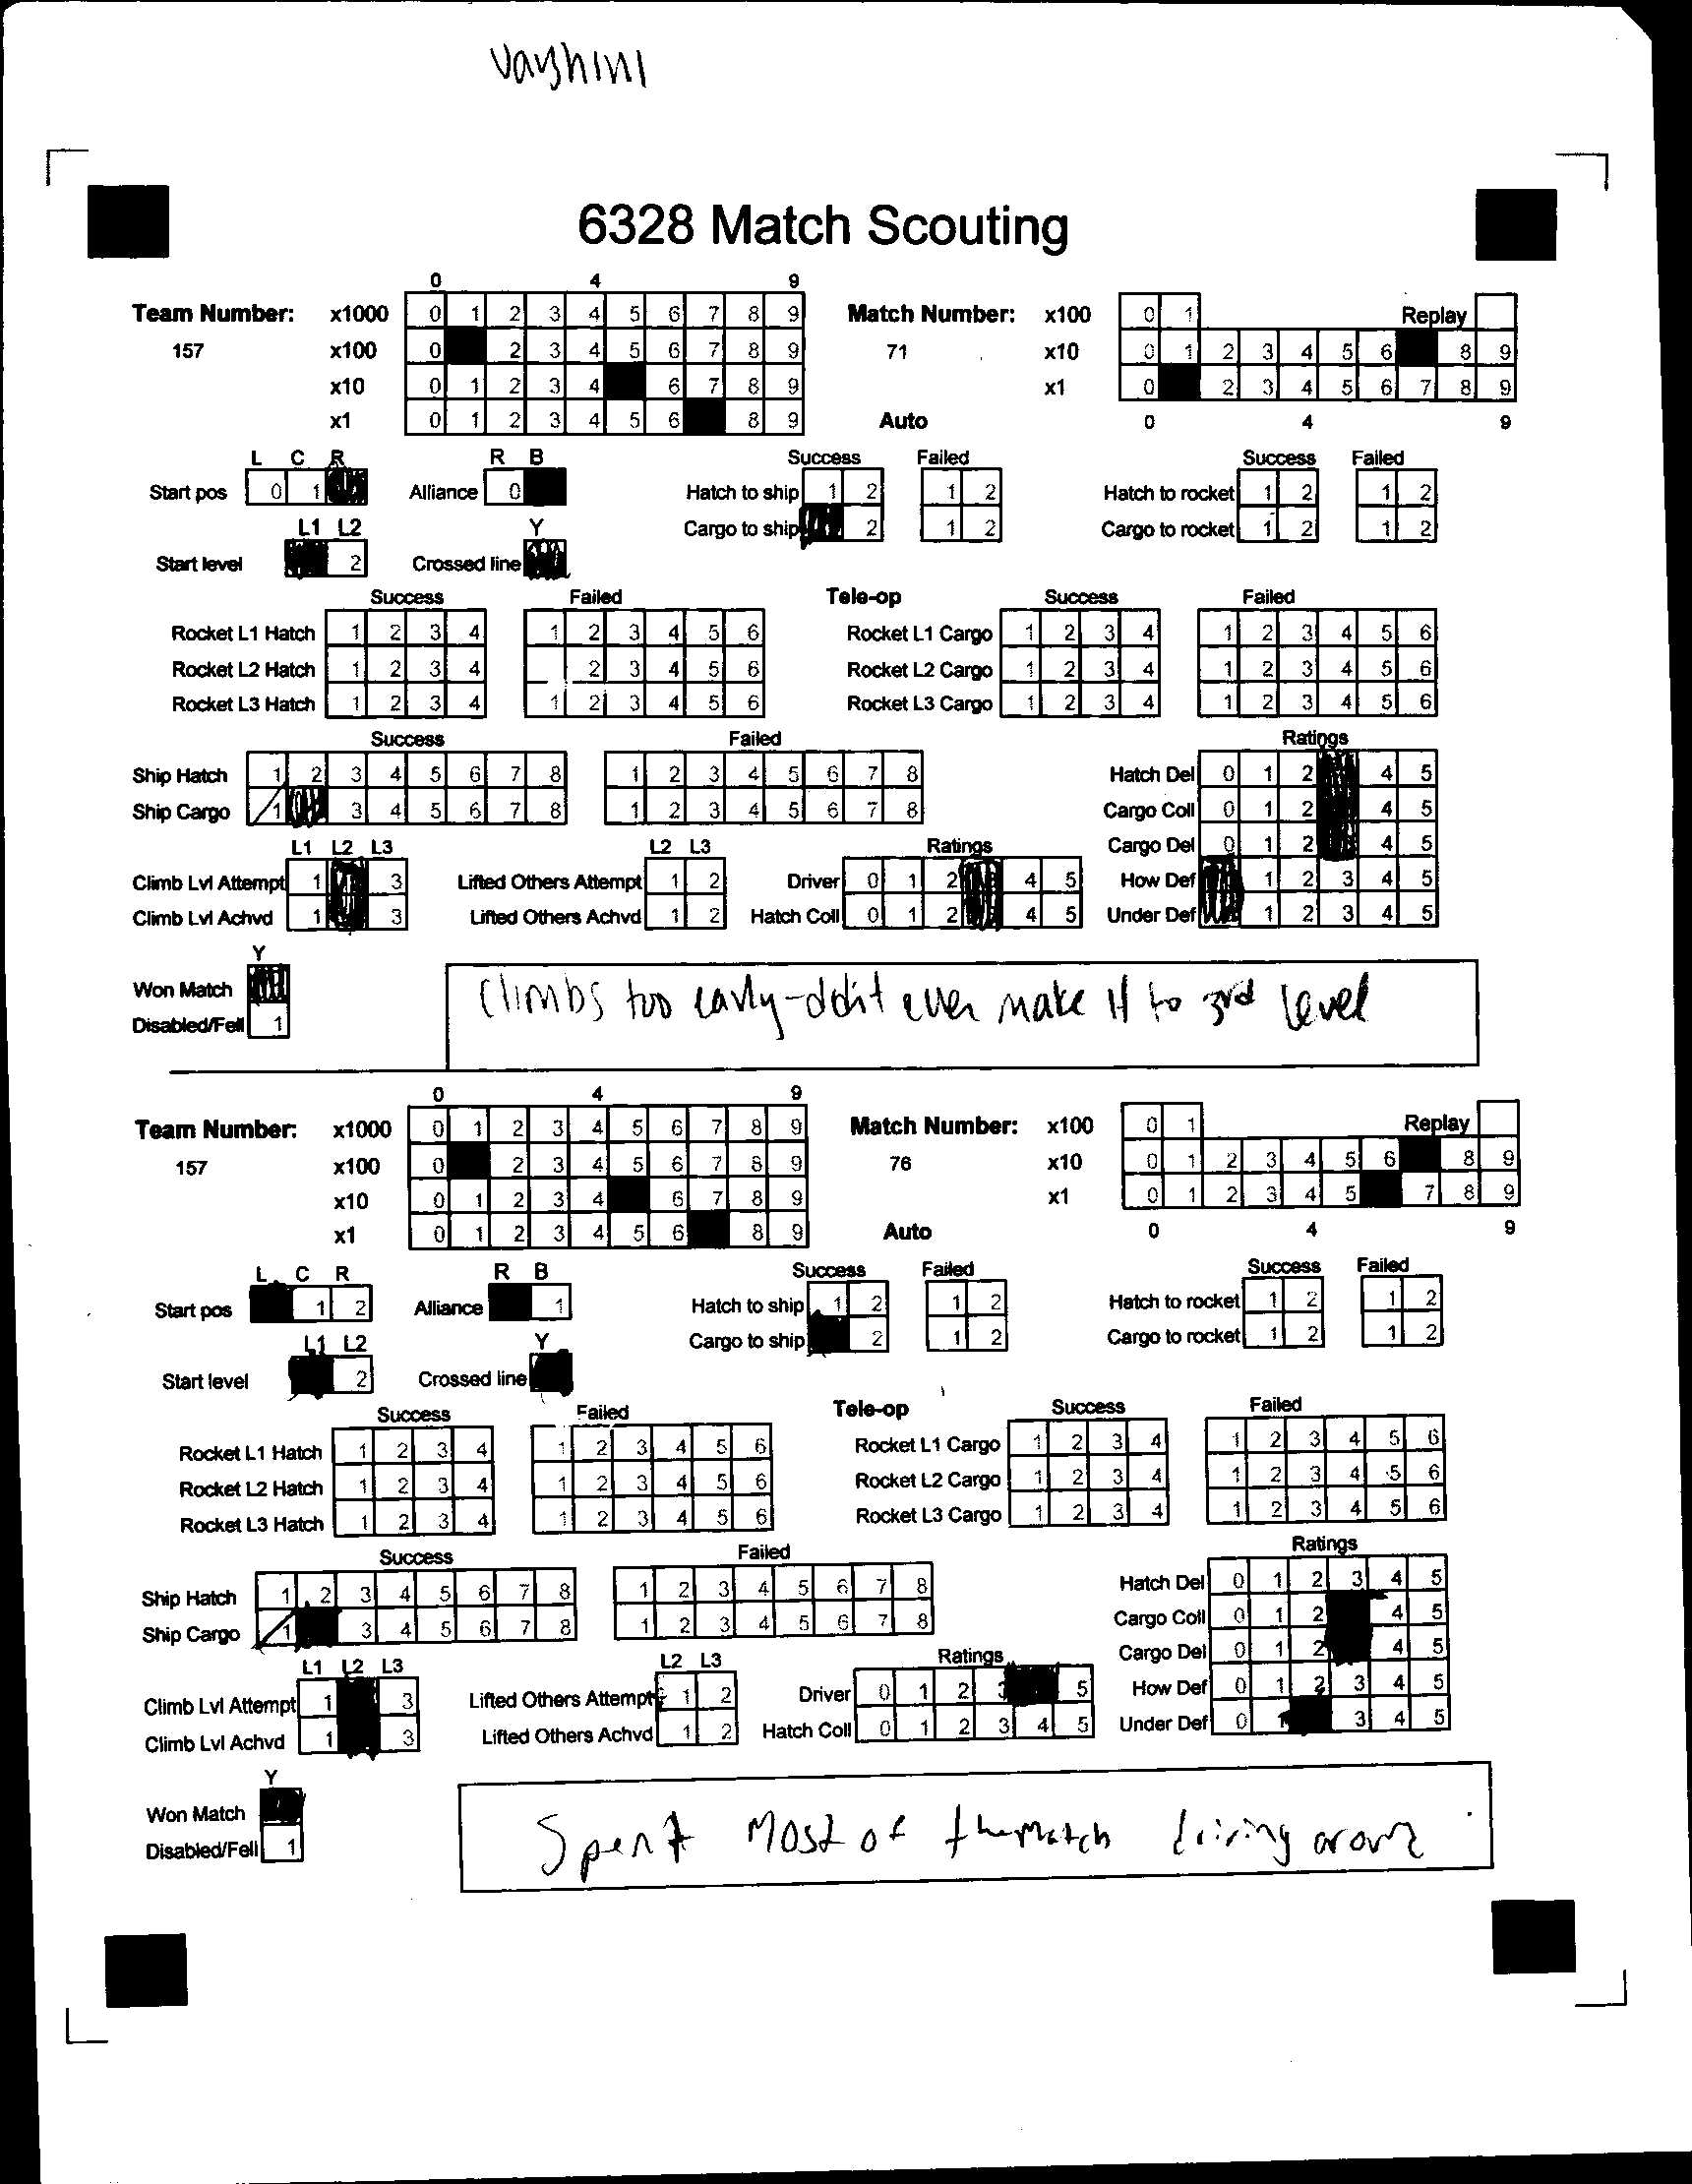 vayhini
6328 Match Scouting
0 4 9
Team Number: x1000 0 1 2 3 4 5 6 7 8 9 Match Number: x100 0 1 Replay
157 x100 0 2 3 4 5 6 7 8 9 71 x10 0 1 2 3 4 5 6 8 9
x10 0 1 2 3 4 6 7 8 9 x1 0 2 3 4 5 6 7 8 9
x1 0 1 2 3 4 5 6 8 9 Auto 0 4 9
L C R R B Success Failed Success Failed
Start pos 0 1 Alliance 0 Hatch to ship 1 2 1 2 Hatch to rocket 1 2 1 2
L1 L2 Y Cargo to ship 2 1 2 Cargo to rocket 1 2 1 2
Start level 2 Crossed line
Success Failed Tele-op Success Failed
Rocket L1 Hatch 1 2 3 4 1 2 3 4 5 6 Rocket L1 Cargo 1 2 3 4 1 2 3 4 5 6
Rocket L2 Hatch 1 2 3 4 2 3 4 5 6 Rocket L2 Cargo 1 2 3 4 1 2 3 4 5 6
Rocket L3 Hatch 1 2 3 4 1 2 3 4 5 6 Rocket L3 Cargo 1 2 3 4 1 2 3 4 5 6
Success Failed Ratings
Ship Hatch 1 2 3 4 5 6 7 8 1 2 3 4 5 6 7 8 Hatch Del 0 1 2 4 5
Ship Cargo 1 3 4 5 6 7 8 1 2 3 4 5 6 7 8 Cargo Coll 0 1 2 4 5
L1 L2 L3 L2 L3 Ratings Cargo Del 0 1 2 4 5
Climb Lvl Attempt 1 3 Lifted Others Attempt 1 2 Driver 0 1 2 4 5 How Def 1 2 3 4 5
Climb Lvl Achvd 1 3 Lifted Others Achvd 1 2 Hatch Coll 0 1 2 4 5 Under Def 1 2 3 4 5
Y
Won Match
Disabled/Fell 1
Climbs too early-didn't even make it to 3rd level
0 4 9
Team Number: x1000 0 1 2 3 4 5 6 7 8 9 Match Number: x100 0 1 Replay
157 x100 0 2 3 4 5 6 7 8 9 76 x10 0 1 2 3 4 5 6 8 9
x10 0 1 2 3 4 6 7 8 9 x1 0 1 2 3 4 5 7 8 9
x1 0 1 2 3 4 5 6 8 9 Auto 0 4 9
L C R R B Success Failed Success Failed
Start pos 1 2 Alliance 1 Hatch to ship 1 2 1 2 Hatch to rocket 1 2 1 2
L1 L2 Y Cargo to ship 2 1 2 Cargo to rocket 1 2 1 2
Start level 2 Crossed line
Success Failed Tele-op Success Failed
Rocket L1 Hatch 1 2 3 4 1 2 3 4 5 6 Rocket L1 Cargo 1 2 3 4 1 2 3 4 5 6
Rocket L2 Hatch 1 2 3 4 1 2 3 4 5 6 Rocket L2 Cargo 1 2 3 4 1 2 3 4 5 6
Rocket L3 Hatch 1 2 3 4 1 2 3 4 5 6 Rocket L3 Cargo 1 2 3 4 1 2 3 4 5 6
Success Failed Ratings
Ship Hatch 1 2 3 4 5 6 7 8 1 2 3 4 5 6 7 8 Hatch Del 0 1 2 3 4 5
Ship Cargo 1 3 4 5 6 7 8 1 2 3 4 5 6 7 8 Cargo Coll 0 1 2 4 5
L1 L2 L3 L2 L3 Ratings Cargo Del 0 1 2 4 5
Climb Lvl Attempt 1 3 Lifted Others Attempt 1 2 Driver 0 1 2 3 5 How Def 0 1 2 3 4 5
Climb Lvl Achvd 1 3 Lifted Others Achvd 1 2 Hatch Coll 0 1 2 3 4 5 Under Def 0 1 3 4 5
Y
Won Match
Disabled/Fell 1
Spent Most of the match driving around